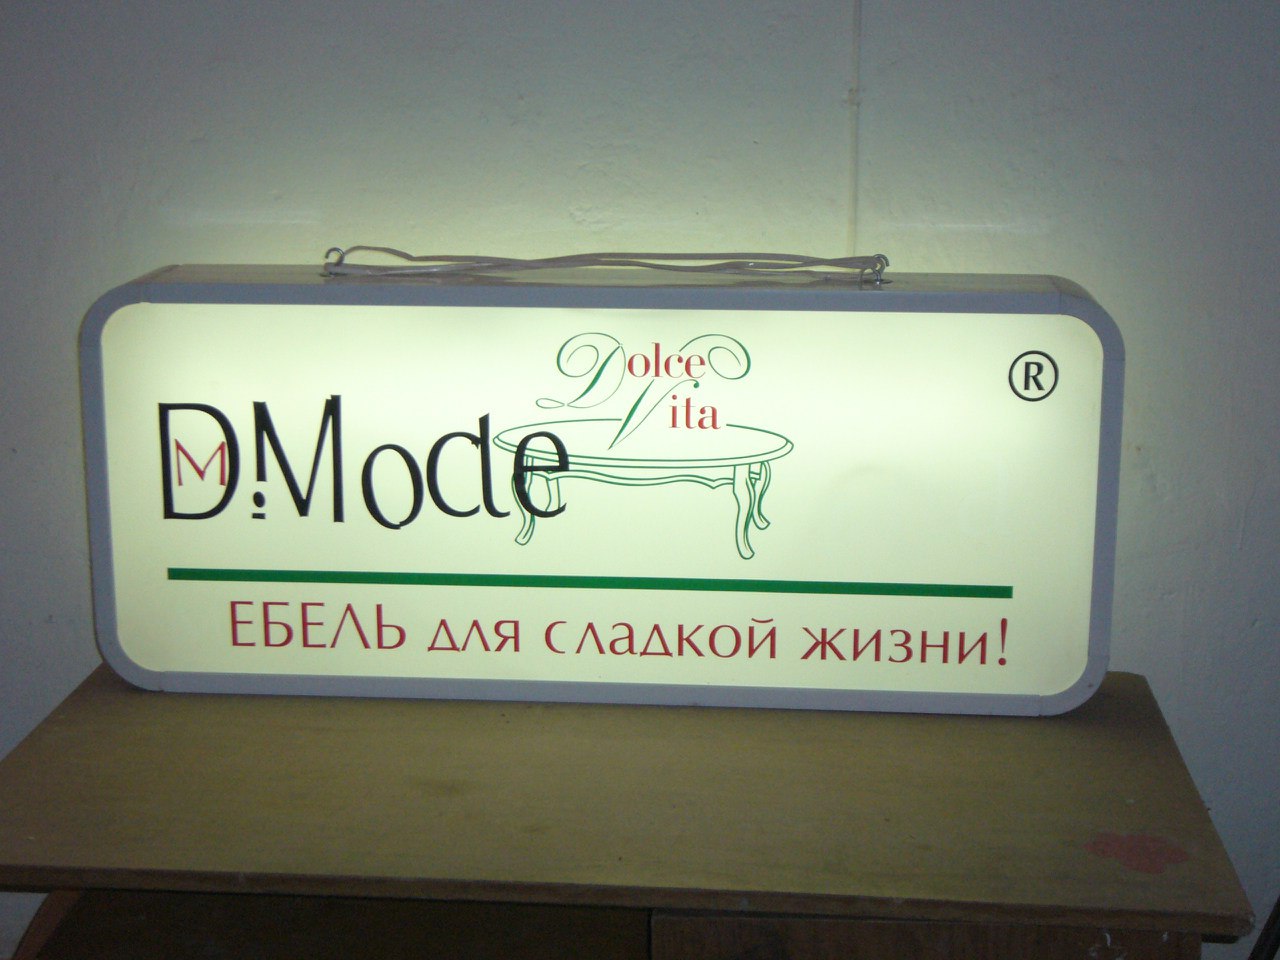 Dolce
Vita
®
D!Mode
М
ЕБЕЛЬ для сладкой жизни!